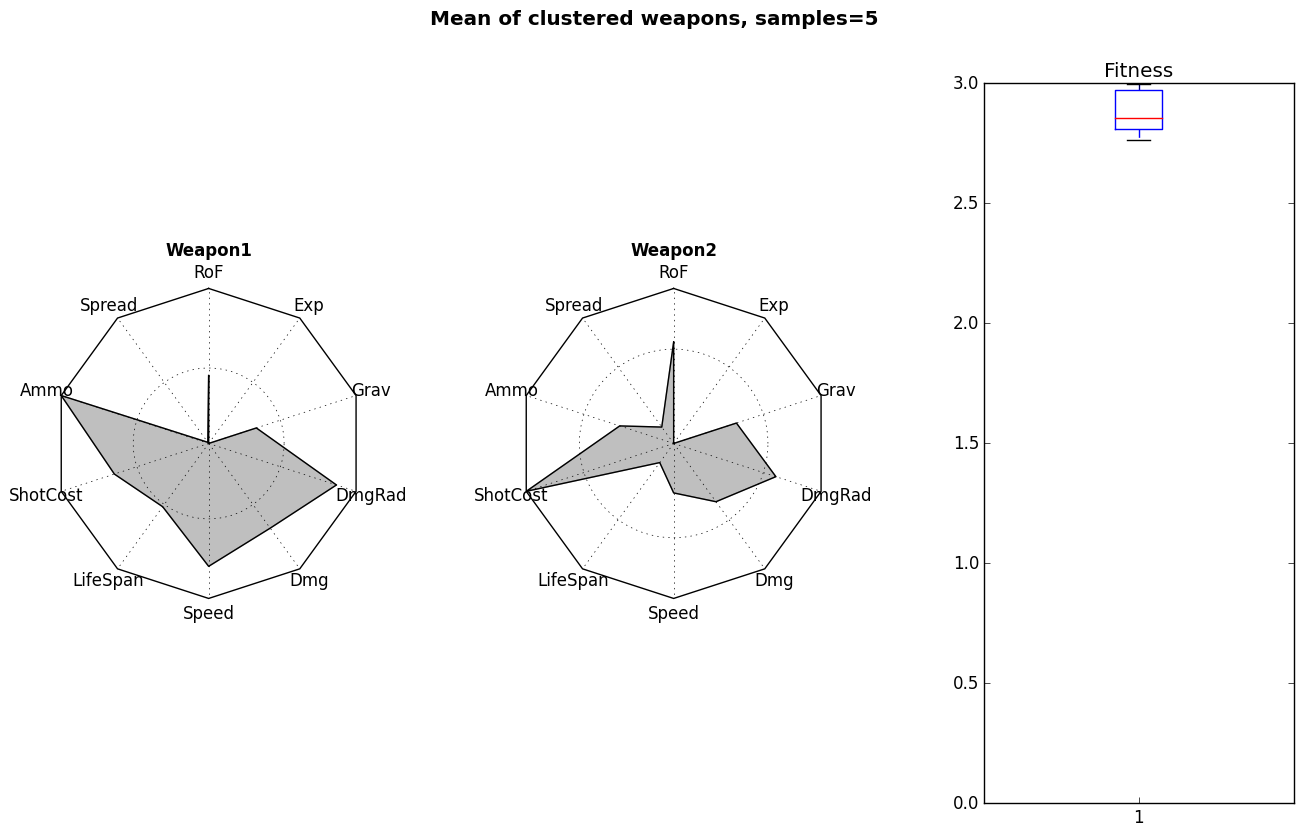 Mean of clustered weapons, samples=5
Weapon1
RoF
Spread
Exp
Ammo
Grav
ShotCost
DmgRad
LifeSpan
Dmg
Speed
Weapon2
RoF
Spread
Exp
Ammo
Grav
ShotCost
DmgRad
LifeSpan
Dmg
Speed
Fitness
3.0
2.5
2.0
1.5
1.0
0.5
0.0
1